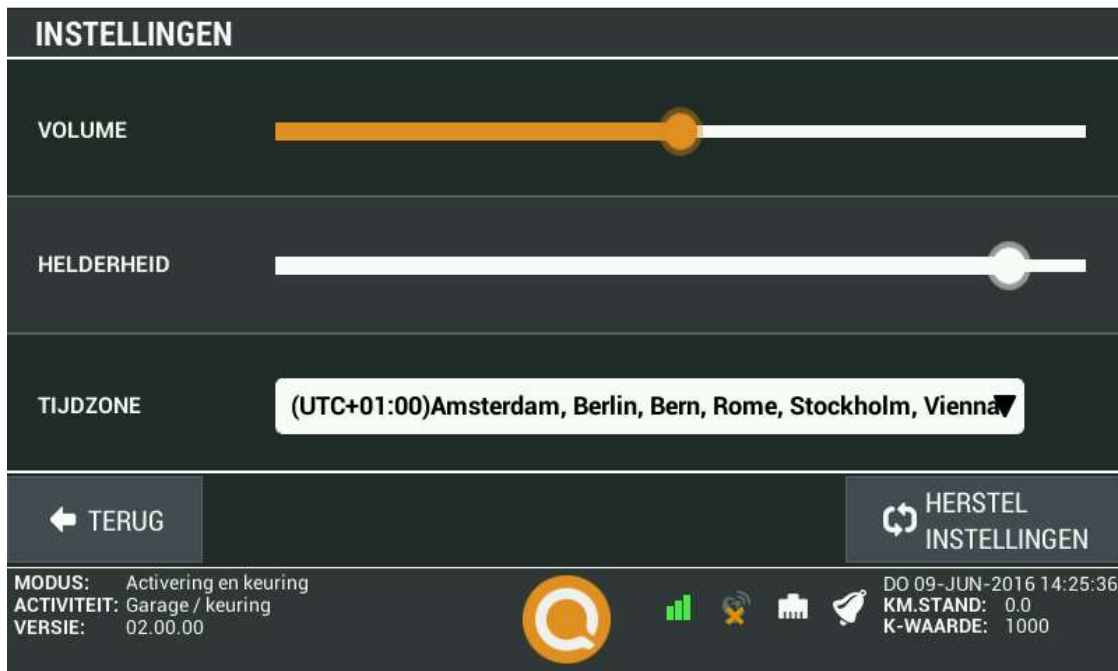 INSTELLINGEN
VOLUME
HELDERHEID
TIJDZONE
(UTC+01:00)Amsterdam, Berlin, Bern, Rome, Stockholm, Vienna
TERUG
HERSTEL
INSTELLINGEN
MODUS: Activering en keuring
ACTIVITEIT: Garage / keuring
VERSIE: 02.00.00
DO 09-JUN-2016 14:25:36
KM.STAND: 0.0
K-WAARDE: 1000